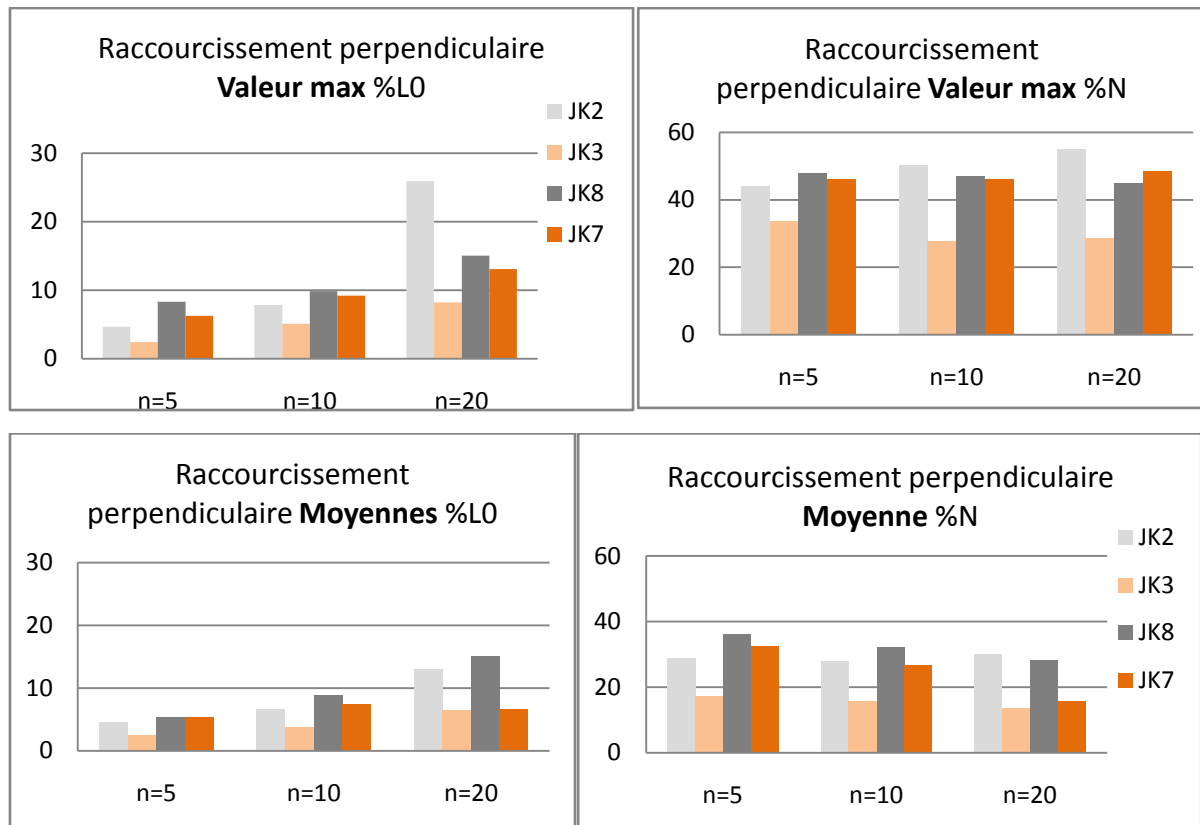 Raccourcissement perpendiculaire
Valeur max %L0
JK2
JK3
JK8
JK7
30
20
10
0
n=5
n=10
n=20
Raccourcissement
perpendiculaire Valeur max %N
60
40
20
0
n=5
n=10
n=20
Raccourcissement
perpendiculaire Moyennes %L0
30
20
10
0
n=5
n=10
n=20
Raccourcissement perpendiculaire
Moyenne %N
JK2
JK3
JK8
JK7
60
40
20
0
n=5
n=10
n=20